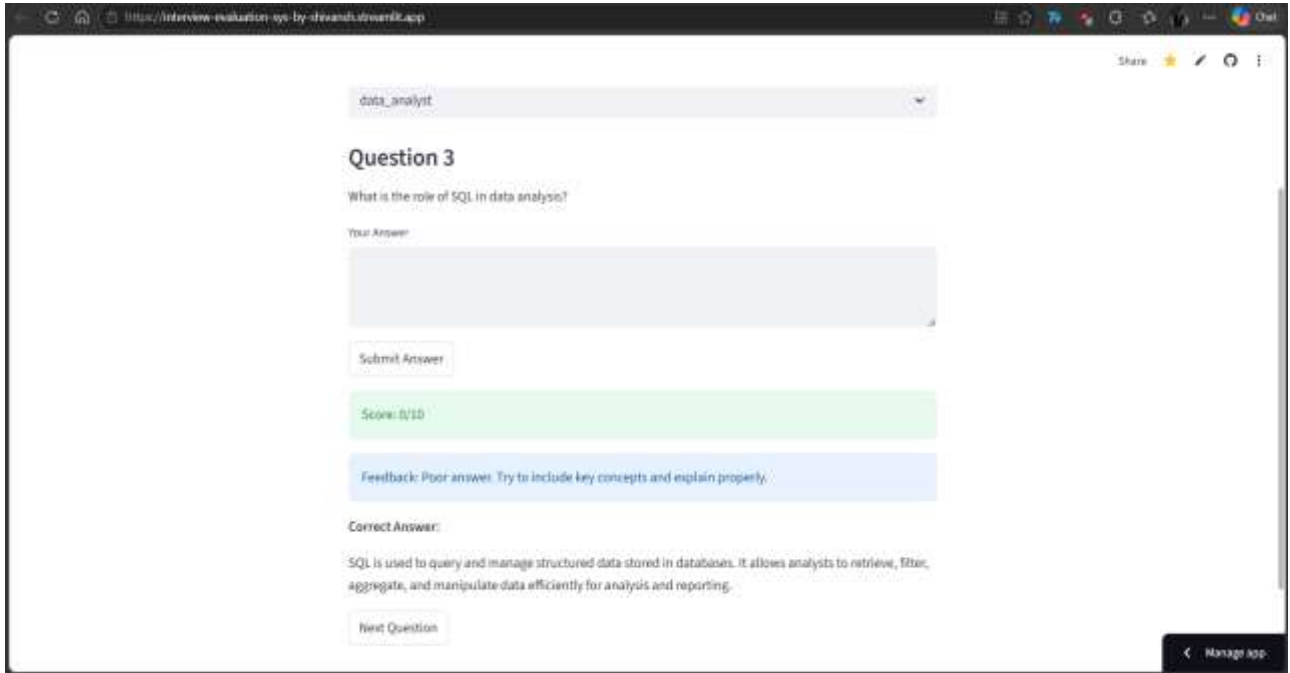 https://interview-evaluation-sys-by-shivansh.streamlit.app
Chat
Share
data_analyst
Question 3
What is the role of SQL in data analysis?
Your Answer
Submit Answer
Score: 0/10
Feedback: Poor answer. Try to include key concepts and explain properly.
Correct Answer:
SQL is used to query and manage structured data stored in databases. It allows analysts to retrieve, filter,
aggregate, and manipulate data efficiently for analysis and reporting.
Next Question
Manage app